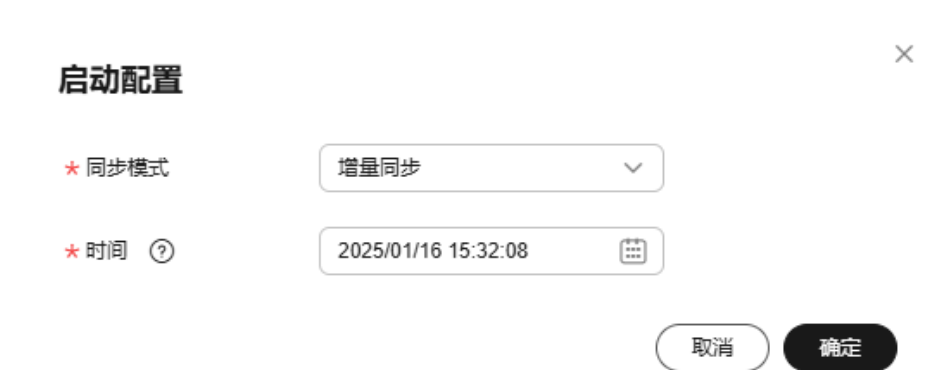 启动配置
* 同步模式 增量同步
* 时间 ? 2025/01/16 15:32:08
取消 确定